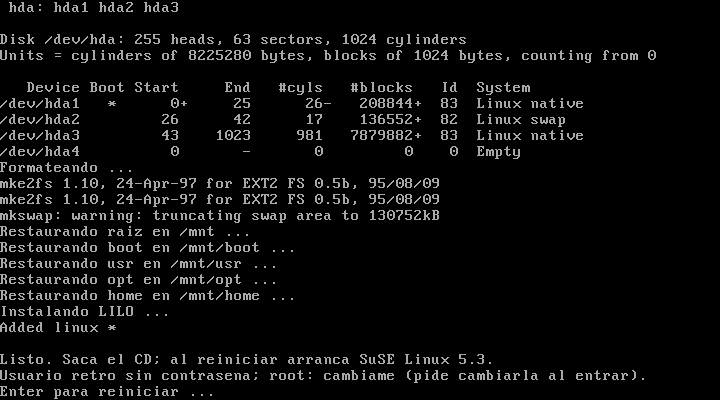 hda: hda1 hda2 hda3
Disk /dev/hda: 255 heads, 63 sectors, 1024 cylinders
Units = cylinders of 8225280 bytes, blocks of 1024 bytes, counting from 0
Device Boot Start End #cyls #blocks Id System
/dev/hda1 * 0+ 25 26- 208844+ 83 Linux native
/dev/hda2 26 42 17 136552+ 82 Linux swap
/dev/hda3 43 1023 981 7879882+ 83 Linux native
/dev/hda4 0 - 0 0 0 Empty
Formateando ...
mke2fs 1.10, 24-Apr-97 for EXT2 FS 0.5b, 95/08/09
mke2fs 1.10, 24-Apr-97 for EXT2 FS 0.5b, 95/08/09
mkswap: warning: truncating swap area to 130752kB
Restaurando raiz en /mnt ...
Restaurando boot en /mnt/boot ...
Restaurando usr en /mnt/usr ...
Restaurando opt en /mnt/opt ...
Restaurando home en /mnt/home ...
Instalando LILO ...
Added linux *
Listo. Saca el CD; al reiniciar arranca SuSE Linux 5.3.
Usuario retro sin contrasena; root: cambiame (pide cambiarla al entrar).
Enter para reiniciar ...